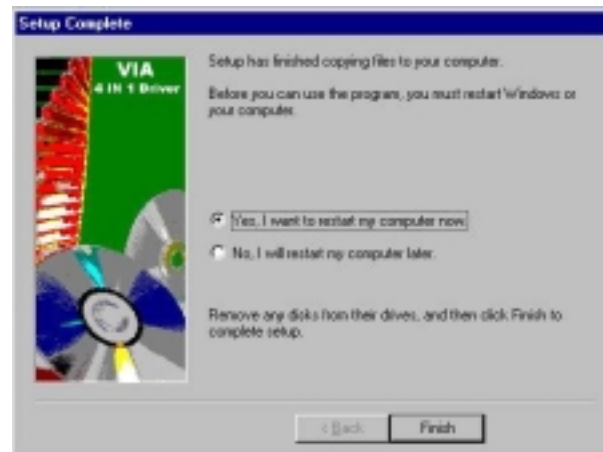 Setup Complete
VIA
4 IN 1 Driver
Setup has finished copying files to your computer.
Before you can use the program, you must restart Windows or
your computer.
Yes, I want to restart my computer now.
No, I will restart my computer later.
Remove any disks from their drives, and then click Finish to
complete setup.
< Back
Finish